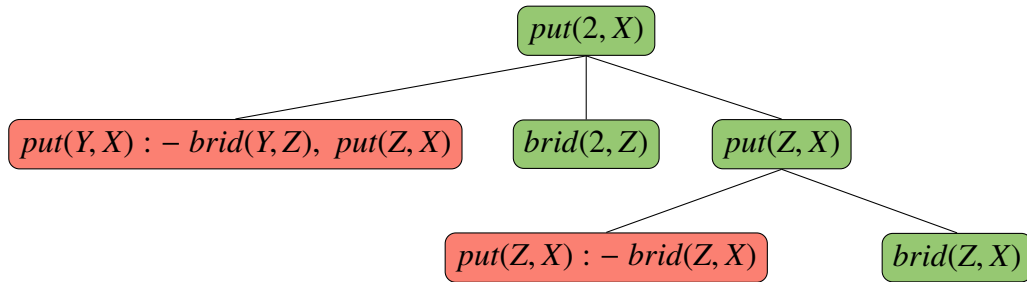 put(2, X)
put(Y, X) : − brid(Y, Z), put(Z, X)
brid(2, Z)
put(Z, X)
put(Z, X) : − brid(Z, X)
brid(Z, X)